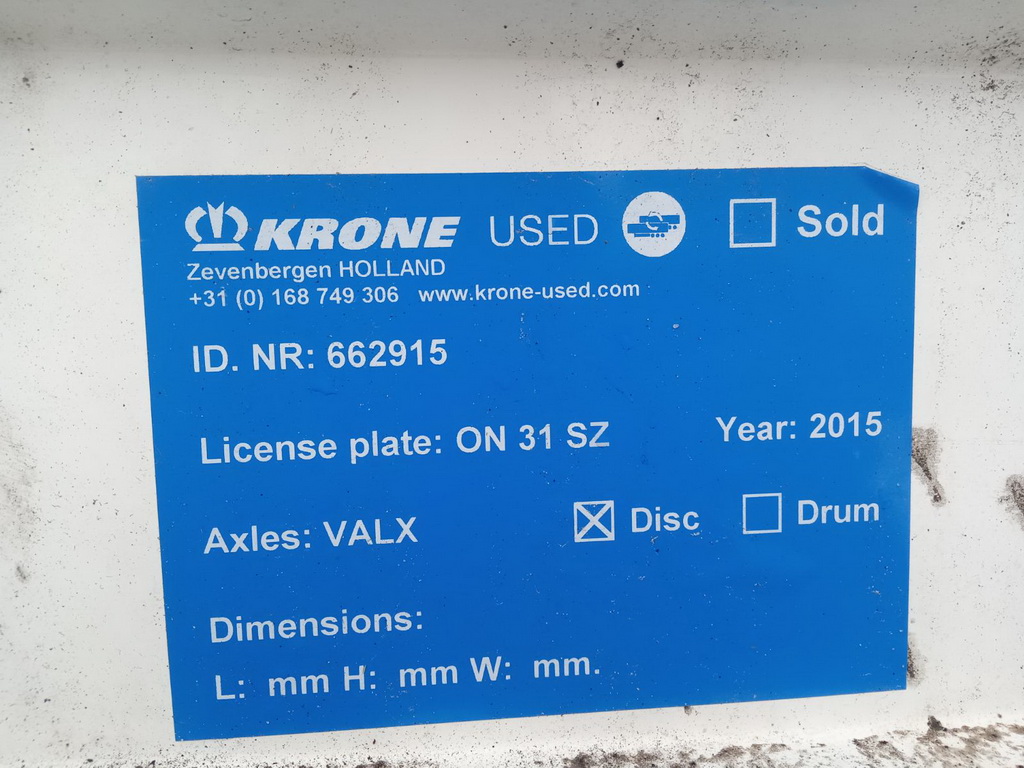 KRONE USED Sold
Zevenbergen HOLLAND
+31 (0) 168 749 306 www.krone-used.com
ID. NR: 662915
License plate: ON 31 SZ Year: 2015
Axles: VALX Disc Drum
Dimensions:
L: mm H: mm W: mm.